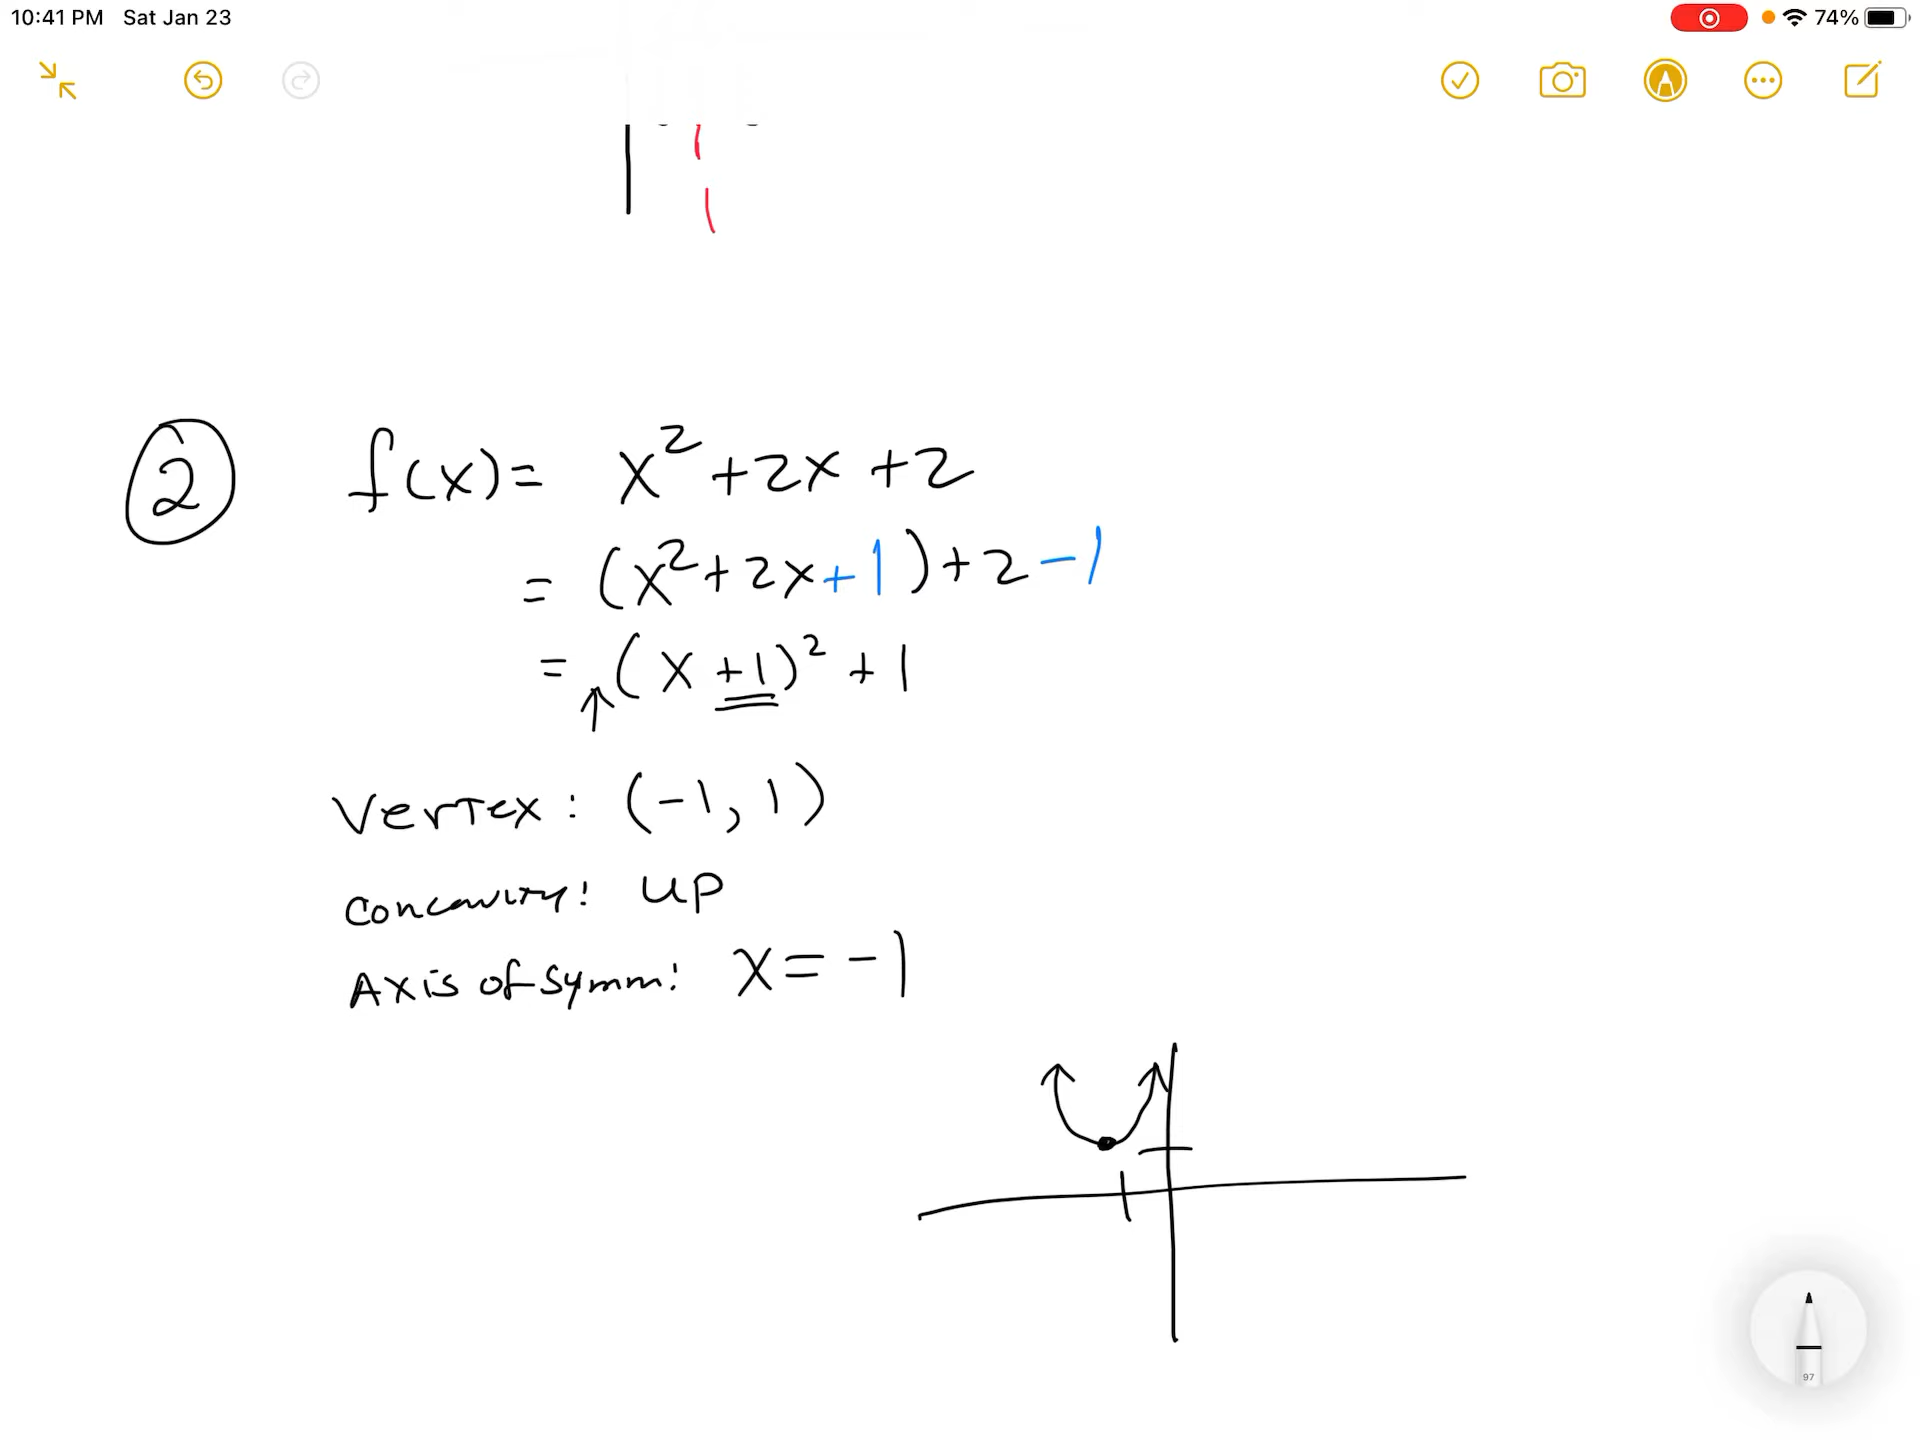 10:41 PM Sat Jan 23 74%
② f(x) = x² + 2x + 2
= (x² + 2x + 1) + 2 - 1
= (x + 1)² + 1
Vertex: (-1, 1)
Concavity: up
Axis of symm: x = -1
97